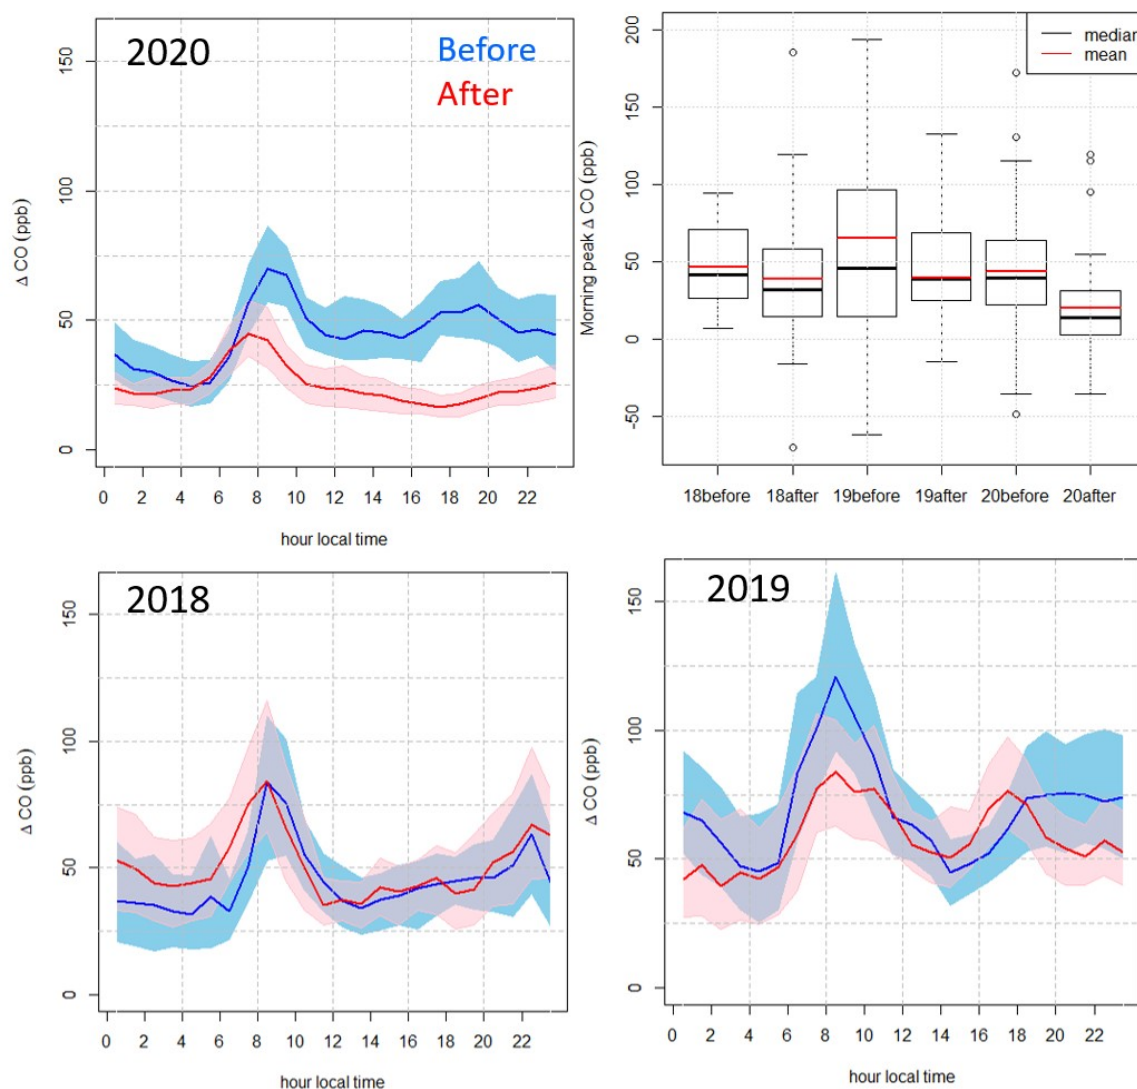 2020
Before
After
Δ CO (ppb)
0
50
100
150
0 2 4 6 8 10 12 14 16 18 20 22
hour local time
median
mean
Morning peak Δ CO (ppb)
-50
0
50
100
150
200
18before 18after 19before 19after 20before 20after
2018
Δ CO (ppb)
0
50
100
150
0 2 4 6 8 10 12 14 16 18 20 22
hour local time
2019
Δ CO (ppb)
0
50
100
150
0 2 4 6 8 10 12 14 16 18 20 22
hour local time